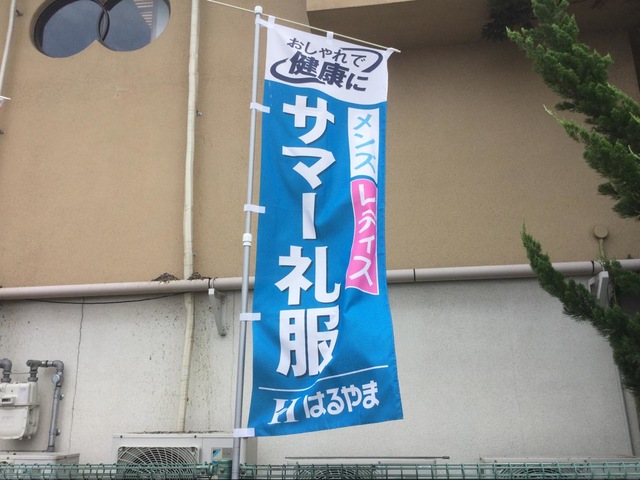 おしゃれで
健康に
メンズ
レディス
サマー礼服
はるやま